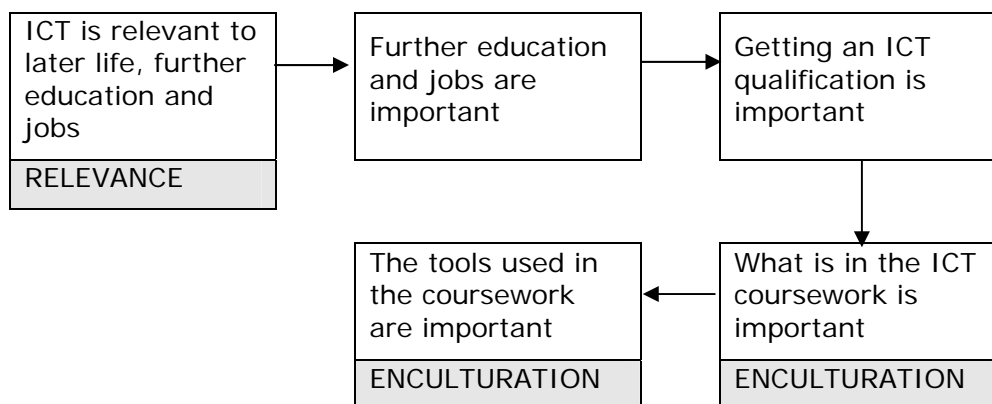 ICT is relevant to
later life, further
education and
jobs
RELEVANCE
Further education
and jobs are
important
Getting an ICT
qualification is
important
What is in the ICT
coursework is
important
ENCULTURATION
The tools used in
the coursework
are important
ENCULTURATION